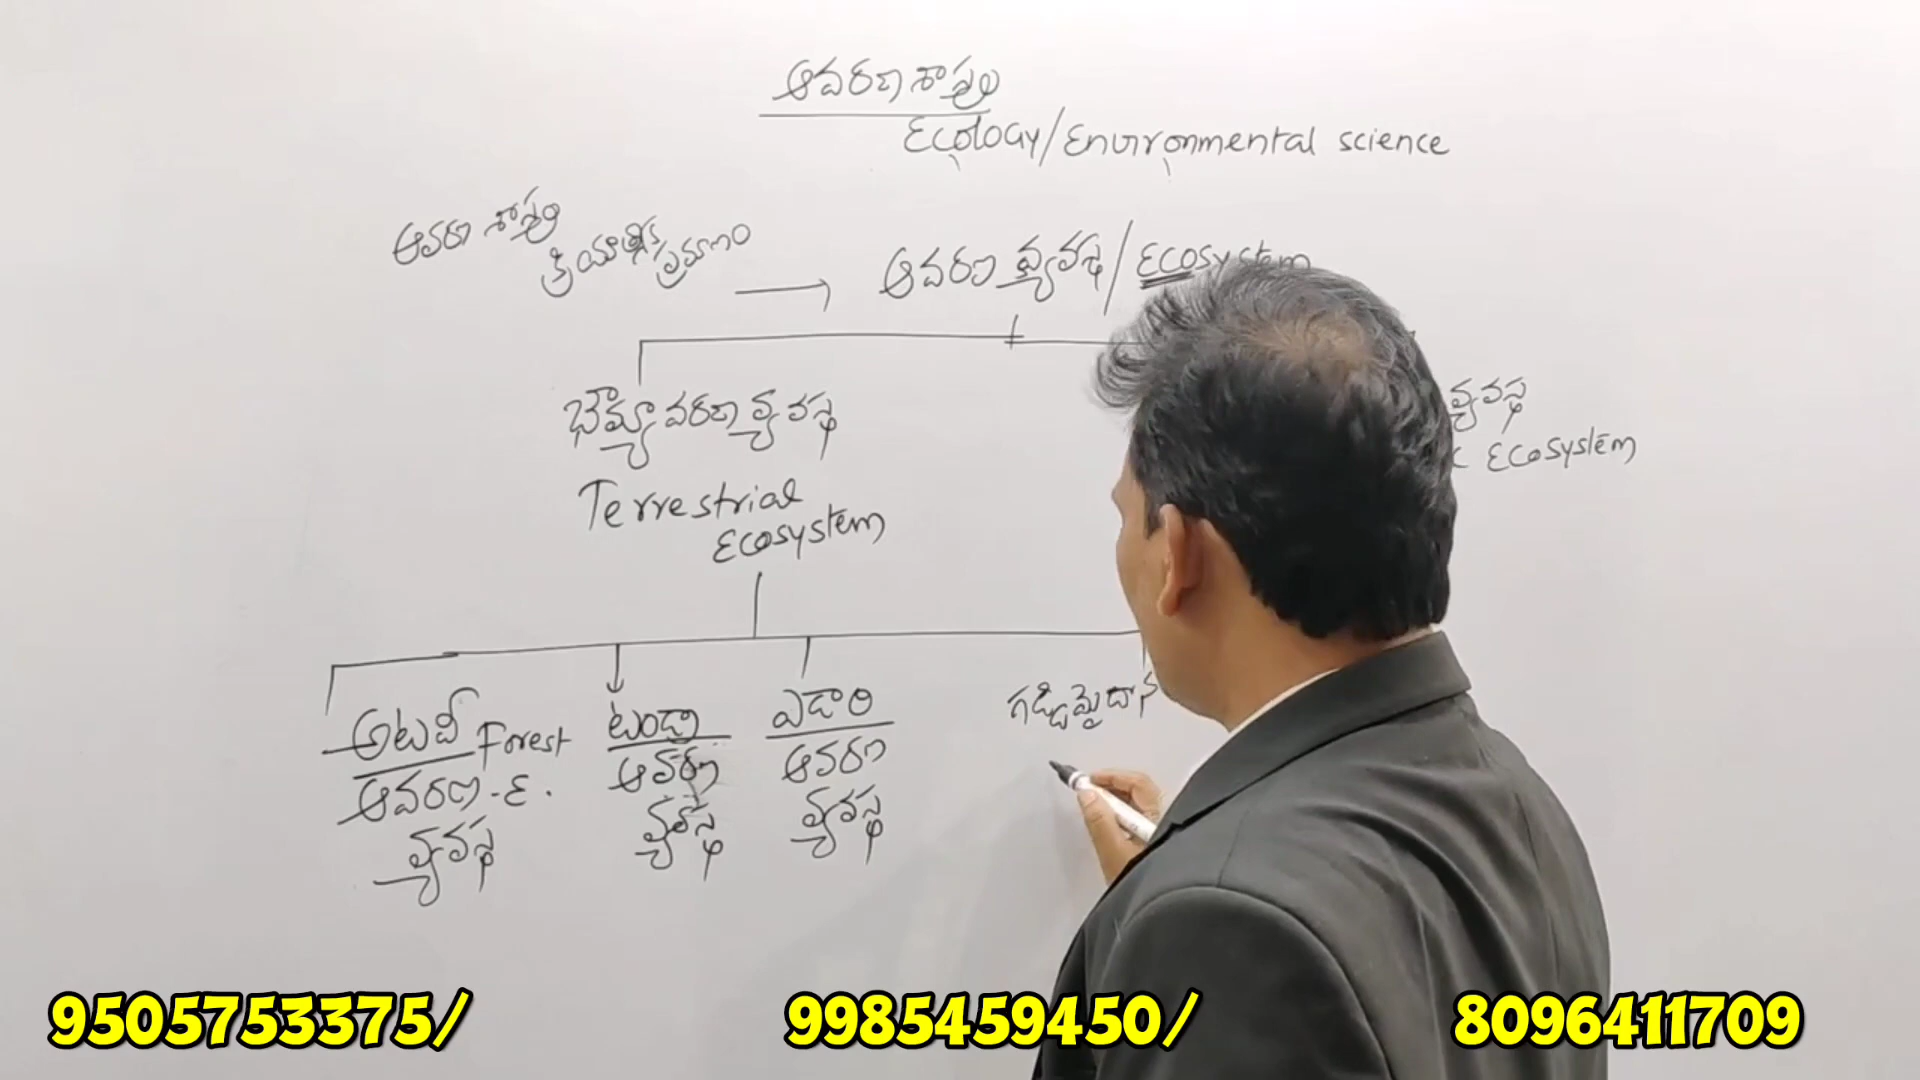 ఆవరణ శాస్త్రం
Ecology/Environmental science
ఆవరణ శాస్త్ర
క్రియాత్మక ప్రమాణం
ఆవరణ వ్యవస్థ/Ecosystem
భౌమ్యావరణ వ్యవస్థ
వ్యవస్థ
Terrestrial
Ecosystem
c Ecosystem
అటవీ Forest
ఆవరణ - E.
వ్యవస్థ
టండ్రా
ఆవరణ
వ్యవస్థ
ఎడారి
ఆవరణ
వ్యవస్థ
గడ్డిమైదాన
9505753375/ 9985459450/ 8096411709